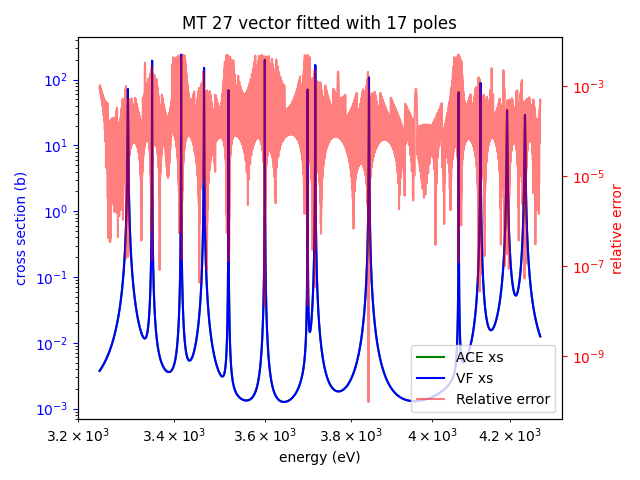 MT 27 vector fitted with 17 poles
cross section (b)
10²
10¹
10⁰
10⁻¹
10⁻²
10⁻³
10⁻³
10⁻⁵
10⁻⁷
10⁻⁹
relative error
ACE xs
VF xs
Relative error
3.2 × 10³ 3.4 × 10³ 3.6 × 10³ 3.8 × 10³ 4 × 10³ 4.2 × 10³
energy (eV)